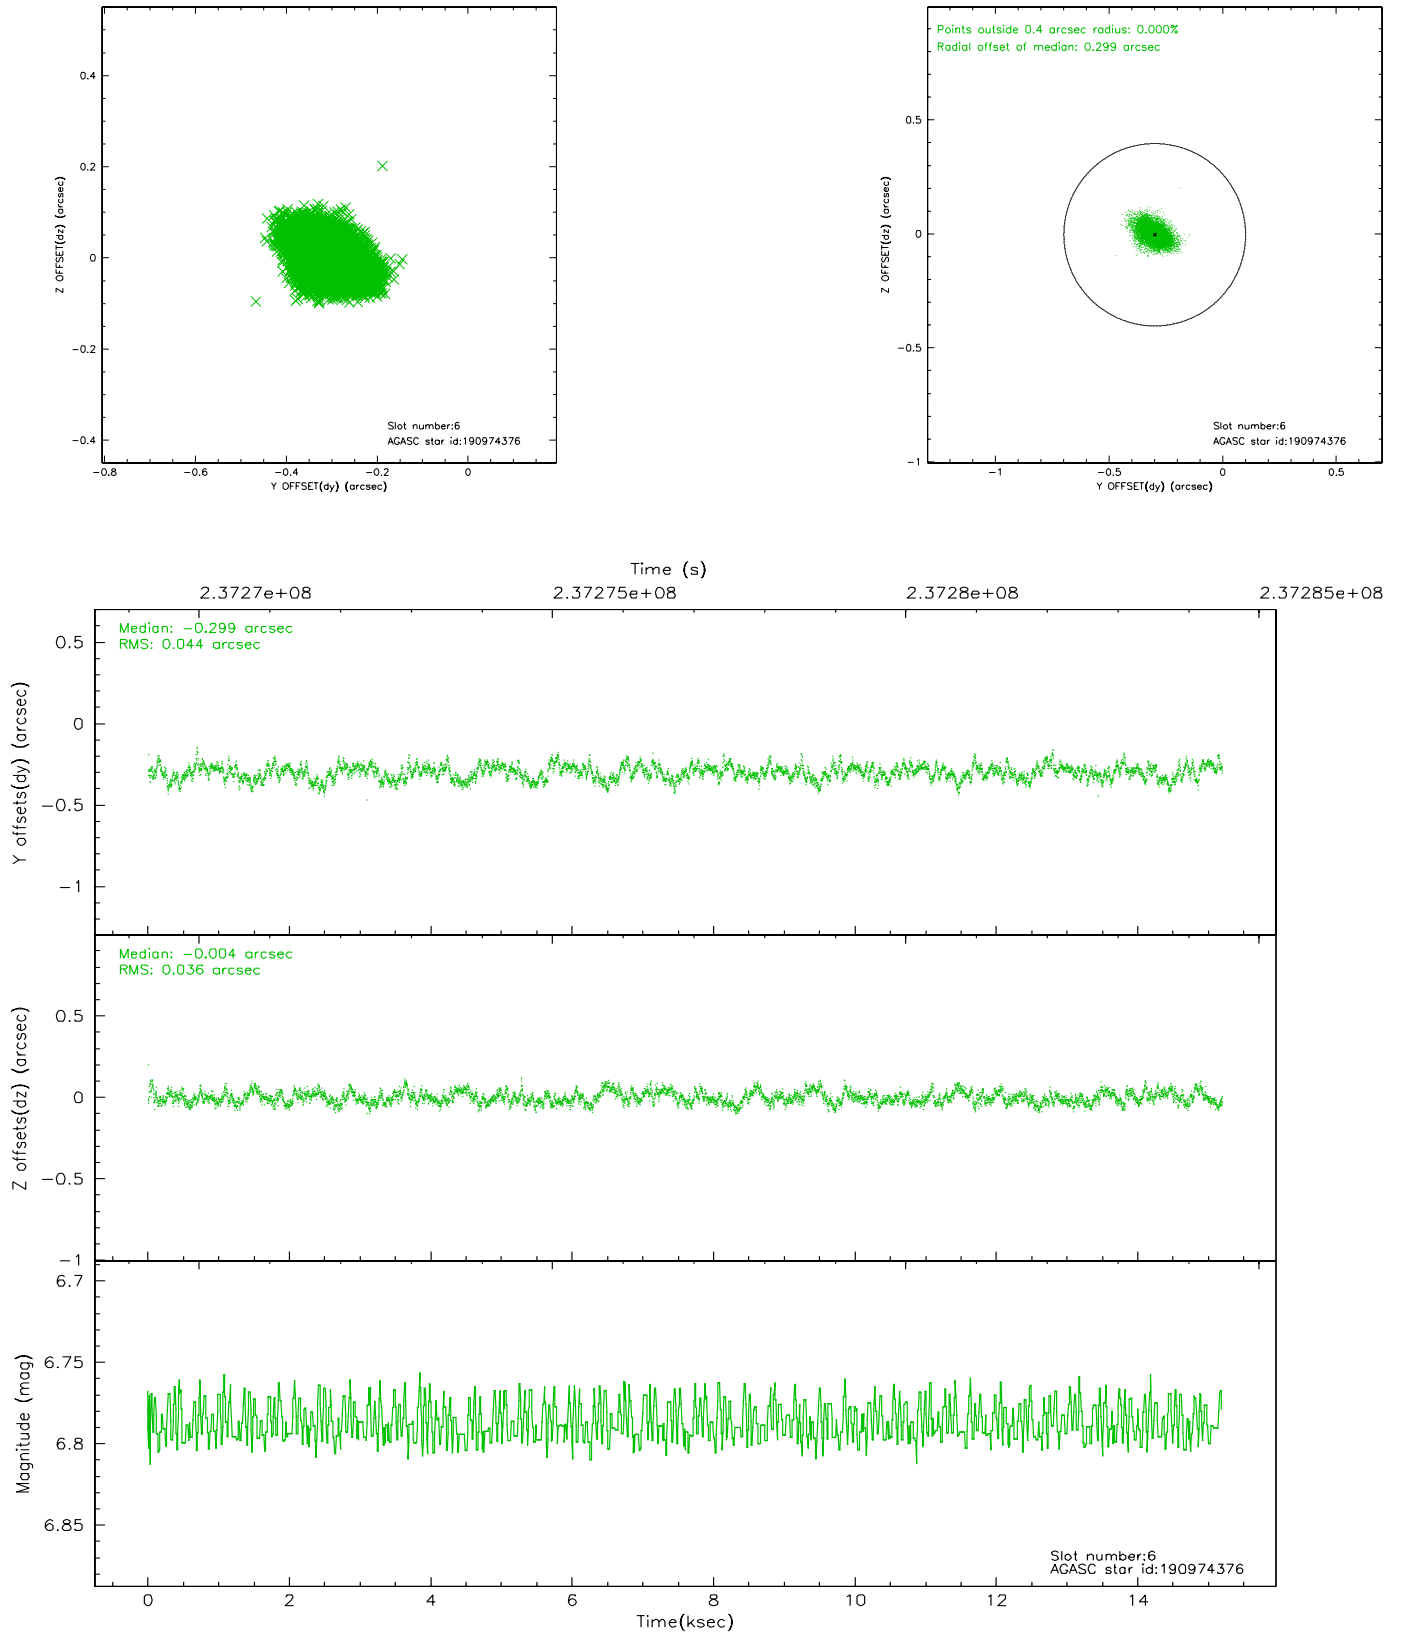 0.4
0.2
0
−0.2
−0.4
Z OFFSET(dz) (arcsec)
Slot number:6
AGASC star id:190974376
−0.8
−0.6
−0.4
−0.2
0
Y OFFSET(dy) (arcsec)
Points outside 0.4 arcsec radius: 0.000%
Radial offset of median: 0.299 arcsec
0.5
0
−0.5
−1
Z OFFSET(dz) (arcsec)
Slot number:6
AGASC star id:190974376
−1
−0.5
0
0.5
Y OFFSET(dy) (arcsec)
Time (s)
2.3727e+08
2.37275e+08
2.3728e+08
2.37285e+08
Median: −0.299 arcsec
RMS: 0.044 arcsec
0.5
0
−0.5
−1
Y offsets(dy) (arcsec)
Median: −0.004 arcsec
RMS: 0.036 arcsec
0.5
0
−0.5
−1
Z offsets(dz) (arcsec)
6.7
6.75
6.8
6.85
Magnitude (mag)
Slot number:6
AGASC star id:190974376
0
2
4
6
8
10
12
14
Time(ksec)